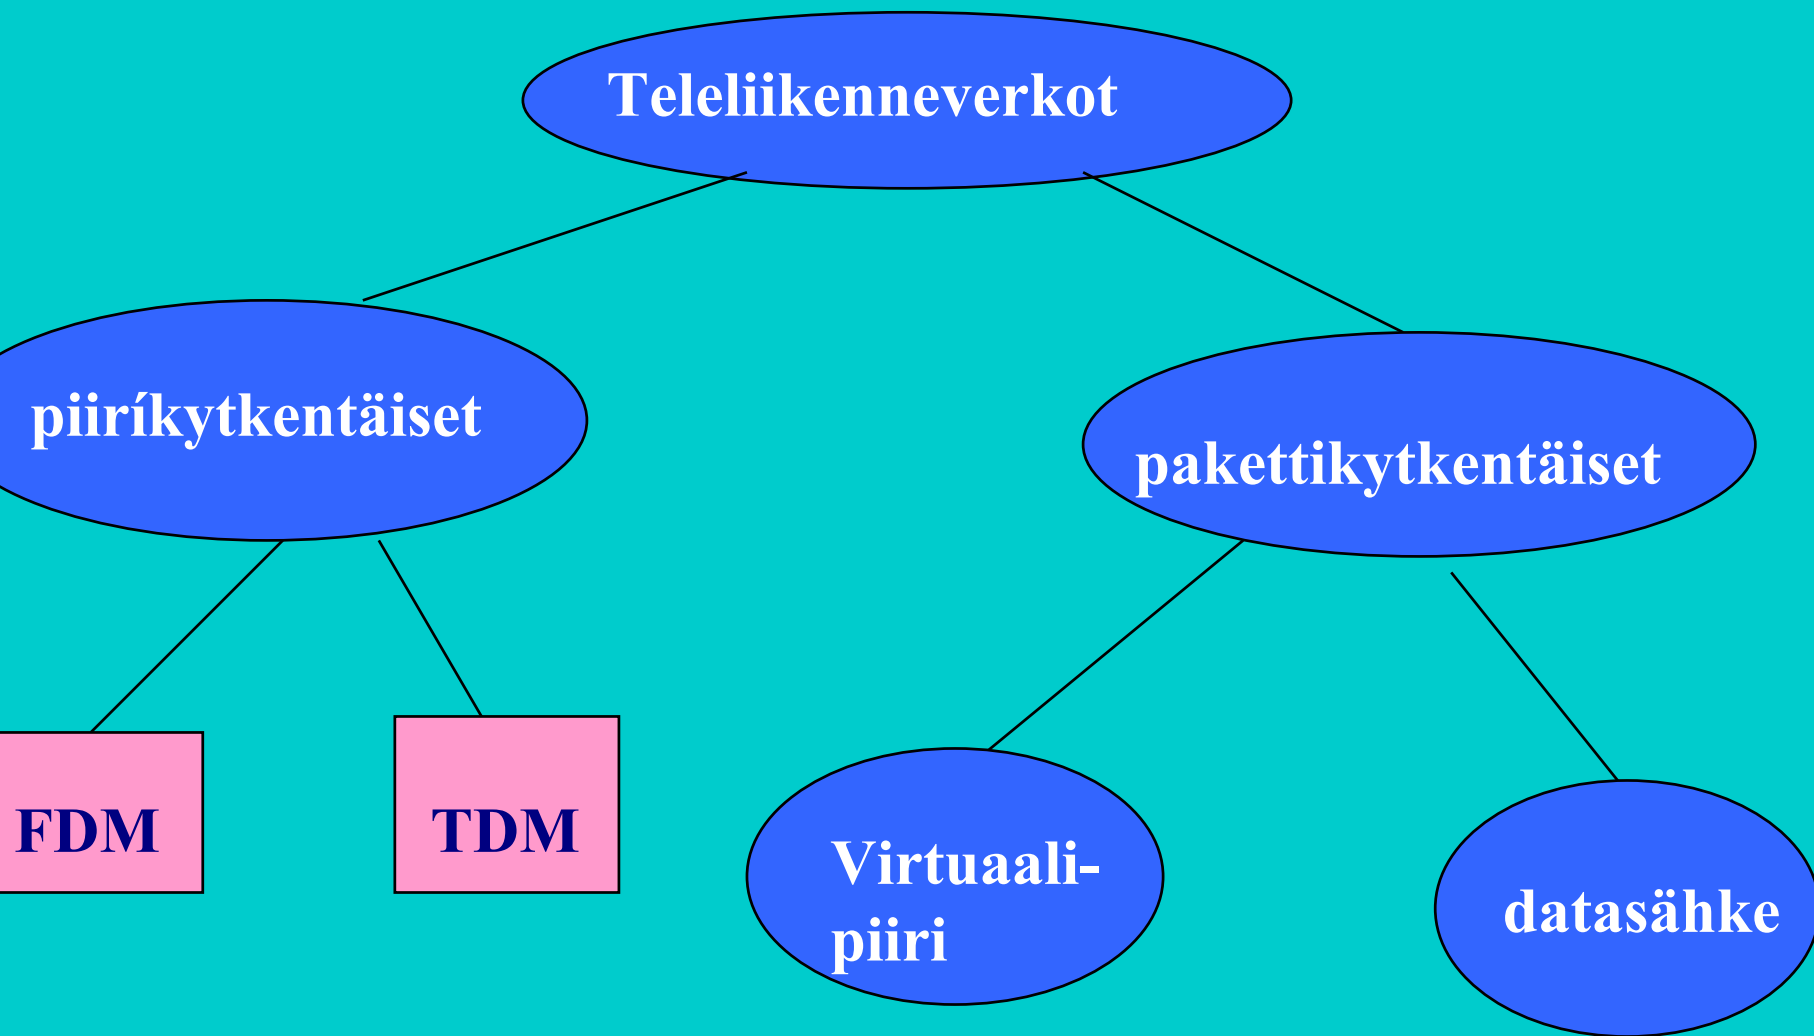 Teleliikenneverkot
piiríkytkentäiset
pakettikytkentäiset
FDM
TDM
Virtuaali-
piiri
datasähke